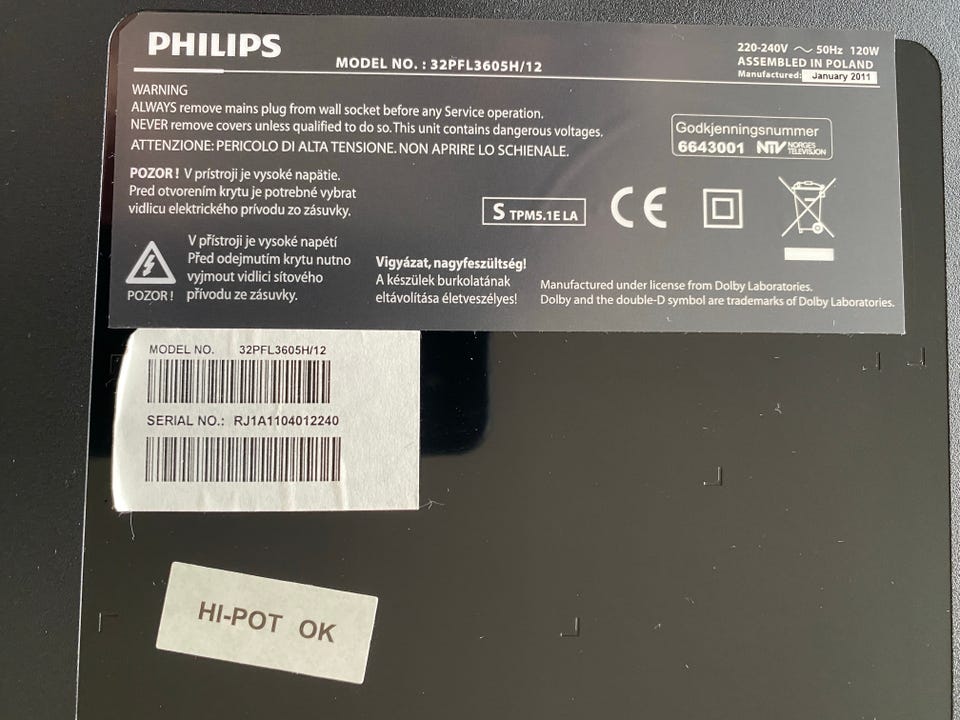 PHILIPS
MODEL NO. : 32PFL3605H/12
220-240V ~ 50Hz 120W
ASSEMBLED IN POLAND
Manufactured: January 2011
WARNING
ALWAYS remove mains plug from wall socket before any Service operation.
NEVER remove covers unless qualified to do so. This unit contains dangerous voltages.
ATTENZIONE: PERICOLO DI ALTA TENSIONE. NON APRIRE LO SCHIENALE.
Godkjenningsnummer
6643001 NTV NORGES TELEVISJON
POZOR ! V prístroji je vysoké napätie.
Pred otvorením krytu je potrebné vybrat
vidlicu elektrického prívodu zo zásuvky.
S TPM5.1E LA
CE
V přístroji je vysoké napětí
Před odejmutím krytu nutno
vyjmout vidlici sítového
přívodu ze zásuvky.
POZOR !
Vigyázat, nagyfeszültség!
A készülek burkolatának
eltávolítása életveszélyes!
Manufactured under license from Dolby Laboratories.
Dolby and the double-D symbol are trademarks of Dolby Laboratories.
MODEL NO. 32PFL3605H/12
SERIAL NO.: RJ1A1104012240
HI-POT OK